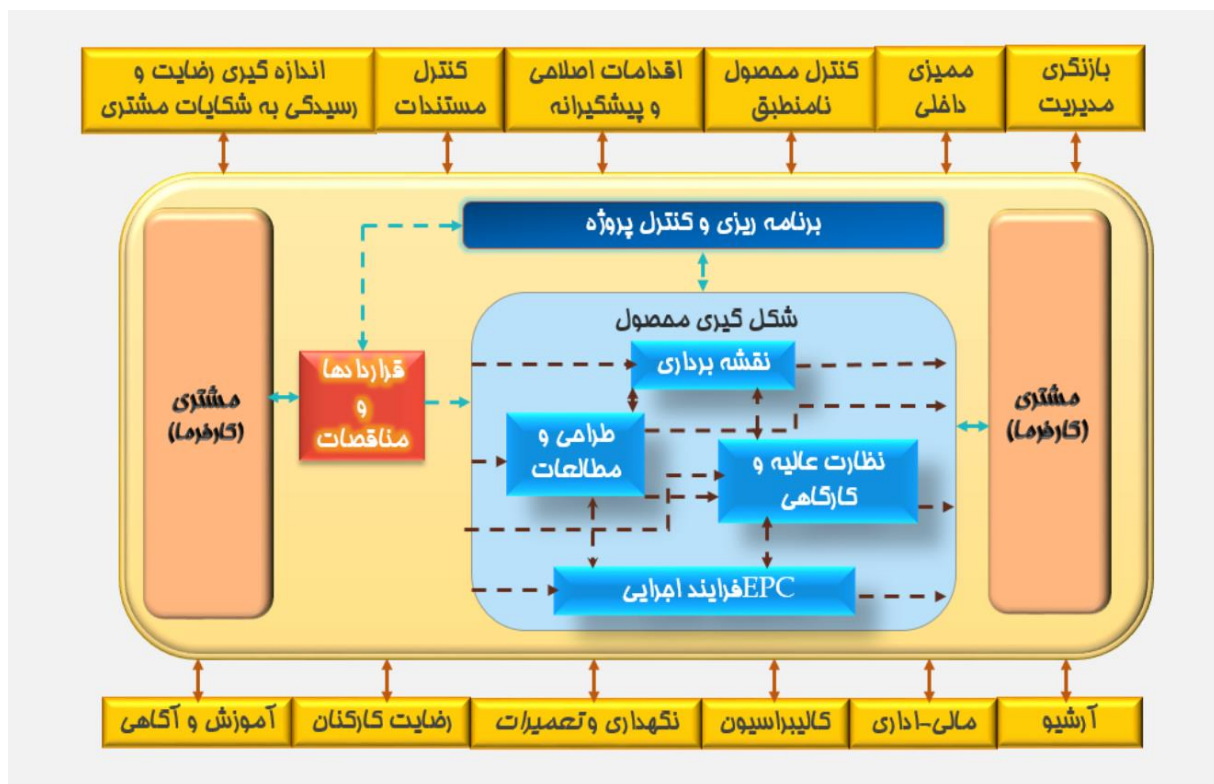 بازنگری
مدیریت
ممیزی
داخلی
کنترل محصول
نامنطبق
اقدامات اصلاحی
و پیشگیرانه
کنترل
مستندات
اندازه گیری رضایت و
رسیدگی به شکایات مشتری
برنامه ریزی و کنترل پروژه
مشتری
(کارفرما)
شکل گیری محصول
نقشه برداری
نظارت عالیه و
کارگاهی
طراحی و
مطالعات
فرایند اجرایی EPC
قراردادها
و
مناقصات
مشتری
(کارفرما)
آرشیو
مالی-اداری
کالیبراسیون
نگهداری و تعمیرات
رضایت کارکنان
آموزش و آگاهی